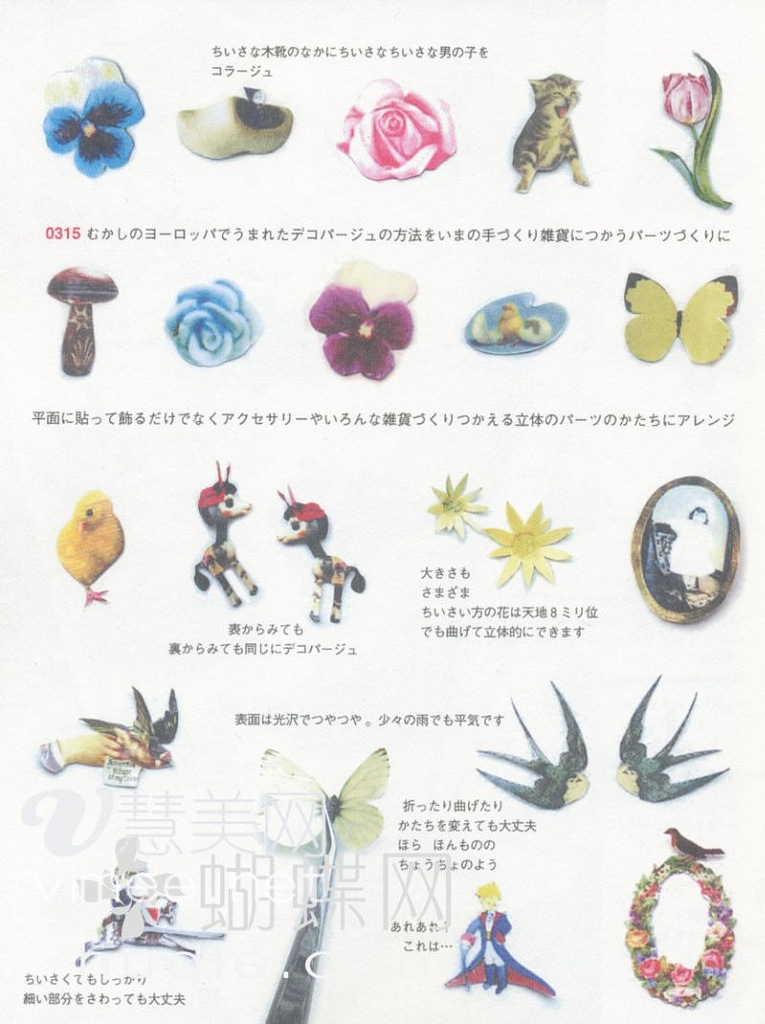 ちいさな木靴のなかにちいさなちいさな男の子を
コラージュ
0315 むかしのヨーロッパでうまれたデコパージュの方法をいまの手づくり雑貨につかうパーツづくりに
平面に貼って飾るだけでなくアクセサリーやいろんな雑貨づくりつかえる立体のパーツのかたちにアレンジ
大きさも
さまざま
ちいさい方の花は天地8ミリ位
でも曲げて立体的にできます
表からみても
裏からみても同じにデコパージュ
表面は光沢でつやつや。少々の雨でも平気です
折ったり曲げたり
かたちを変えても大丈夫
ほら ほんものの
ちょうちょのよう
慧美网
蝴蝶网
あれあれ!
これは…
ちいさくてもしっかり
細い部分をさわっても大丈夫